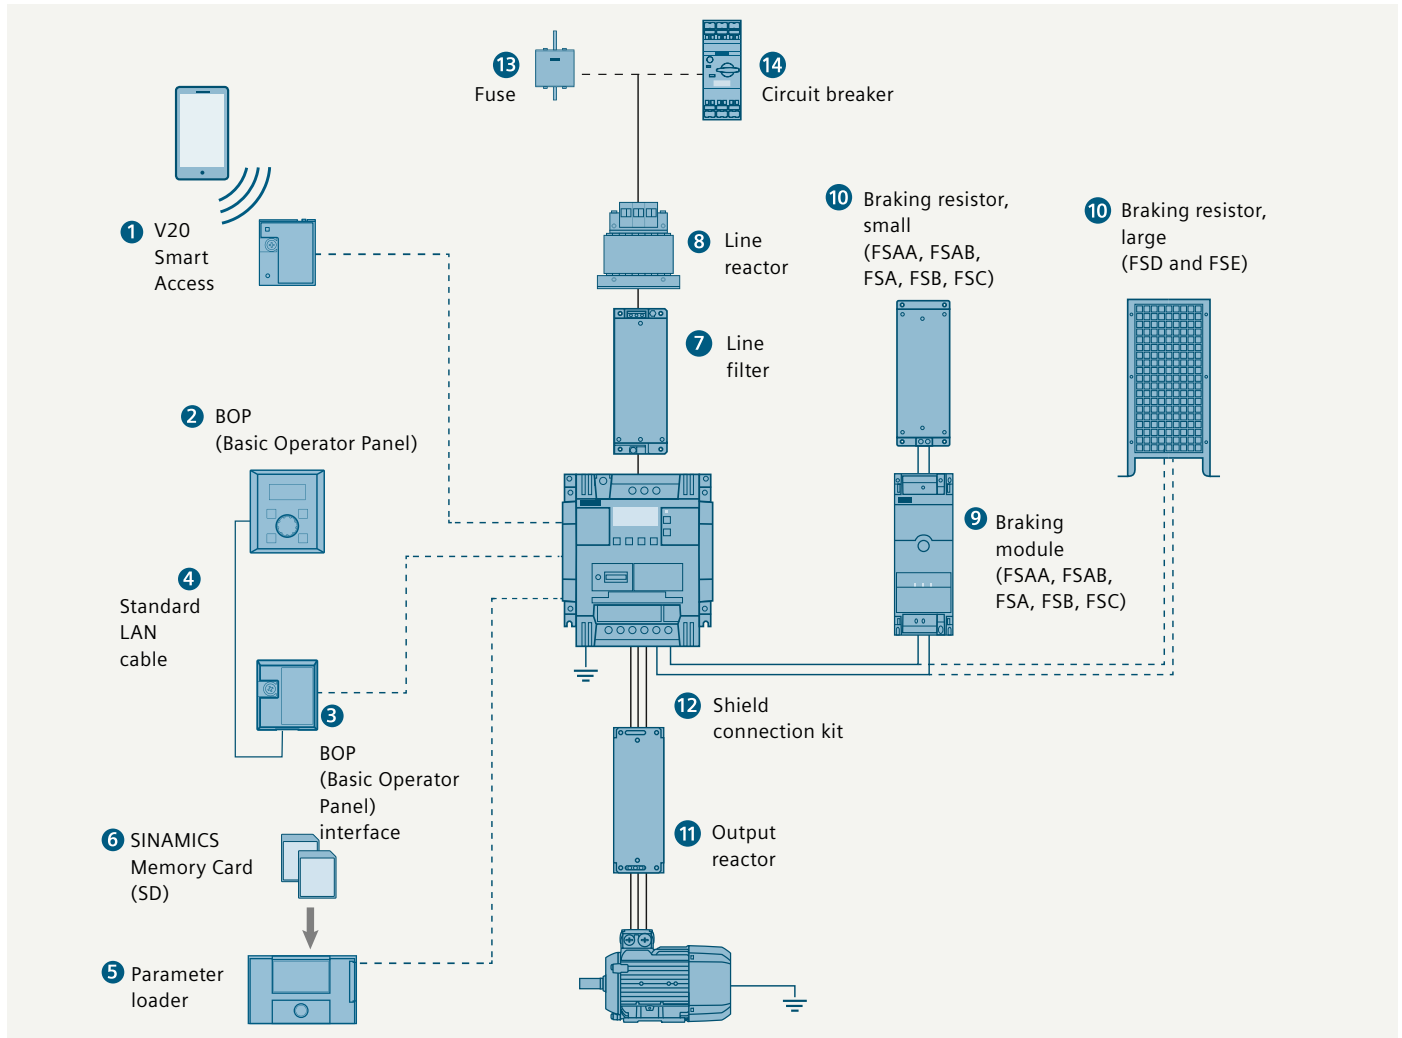 13
Fuse
14
Circuit breaker
1 V20
Smart
Access
8 Line
reactor
10 Braking resistor,
small
(FSAA, FSAB,
FSA, FSB, FSC)
10 Braking resistor,
large
(FSD and FSE)
7 Line
filter
2 BOP
(Basic Operator Panel)
9 Braking
module
(FSAA, FSAB,
FSA, FSB, FSC)
4
Standard
LAN
cable
3
BOP
(Basic Operator
Panel)
interface
12 Shield
connection kit
11 Output
reactor
6 SINAMICS
Memory Card
(SD)
5 Parameter
loader